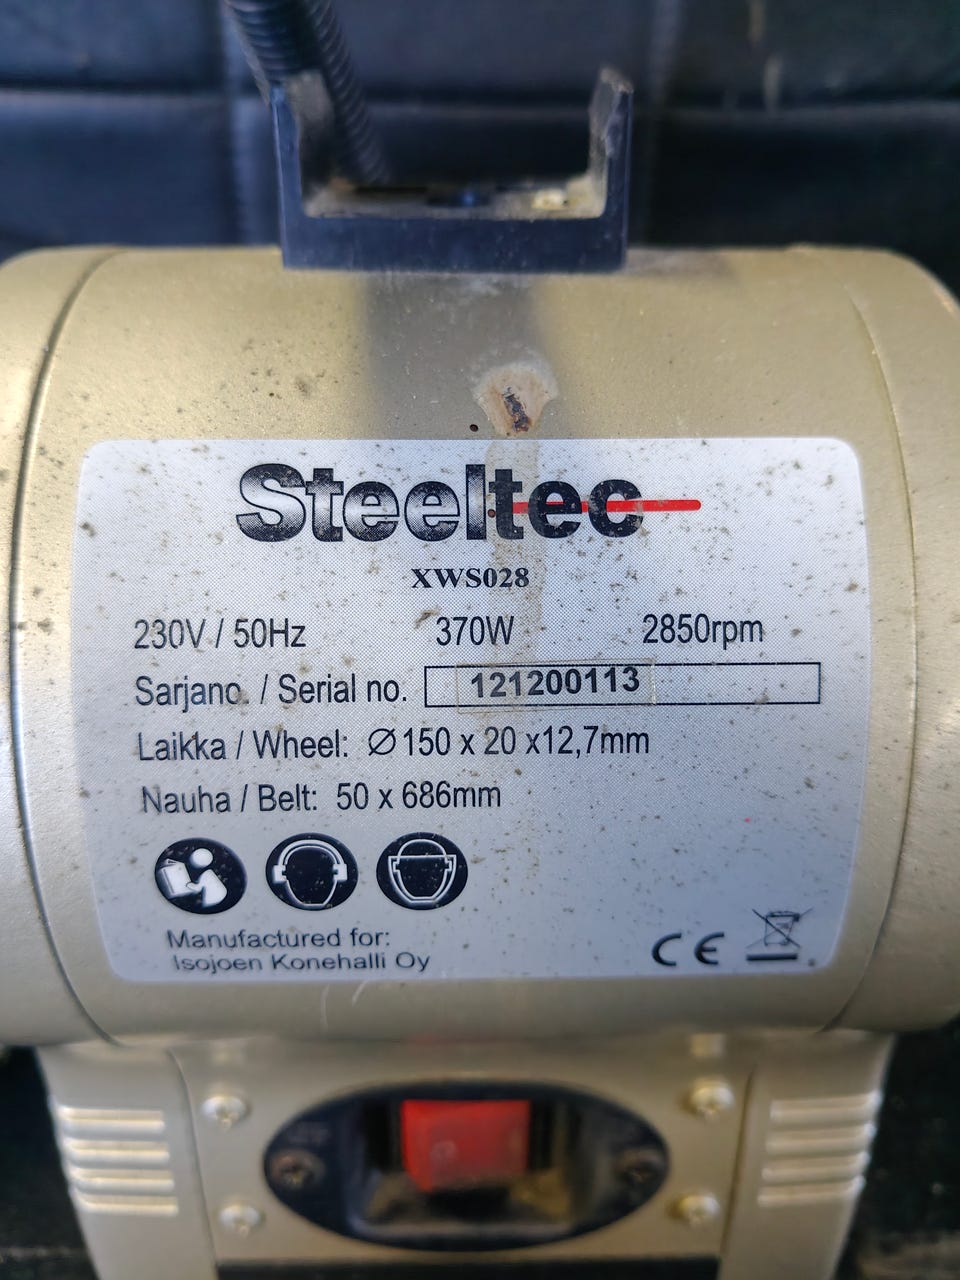 Steeltec
XWS028
230V / 50Hz 370W 2850rpm
Sarjano. / Serial no. 121200113
Laikka / Wheel: Ø150 x 20 x12,7mm
Nauha / Belt: 50 x 686mm
Manufactured for:
Isojoen Konehalli Oy
CE